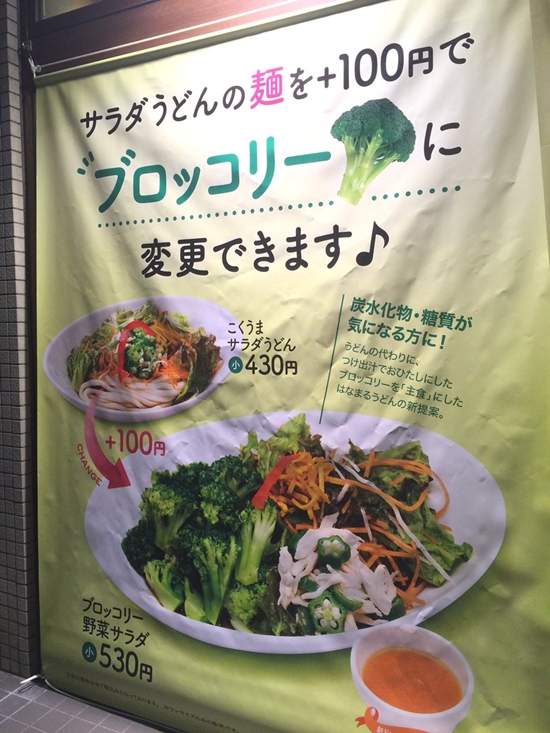 サラダうどんの麺を+100円で
ブロッコリーに
変更できます♪
こくうま
サラダうどん
小430円
炭水化物・糖質が
気になる方に!
うどんの代わりに、
つけ出汁でおひたしにした
ブロッコリーを「主食」にした
はなまるうどんの新提案。
+100円
CHANGE
ブロッコリー
野菜サラダ
小530円